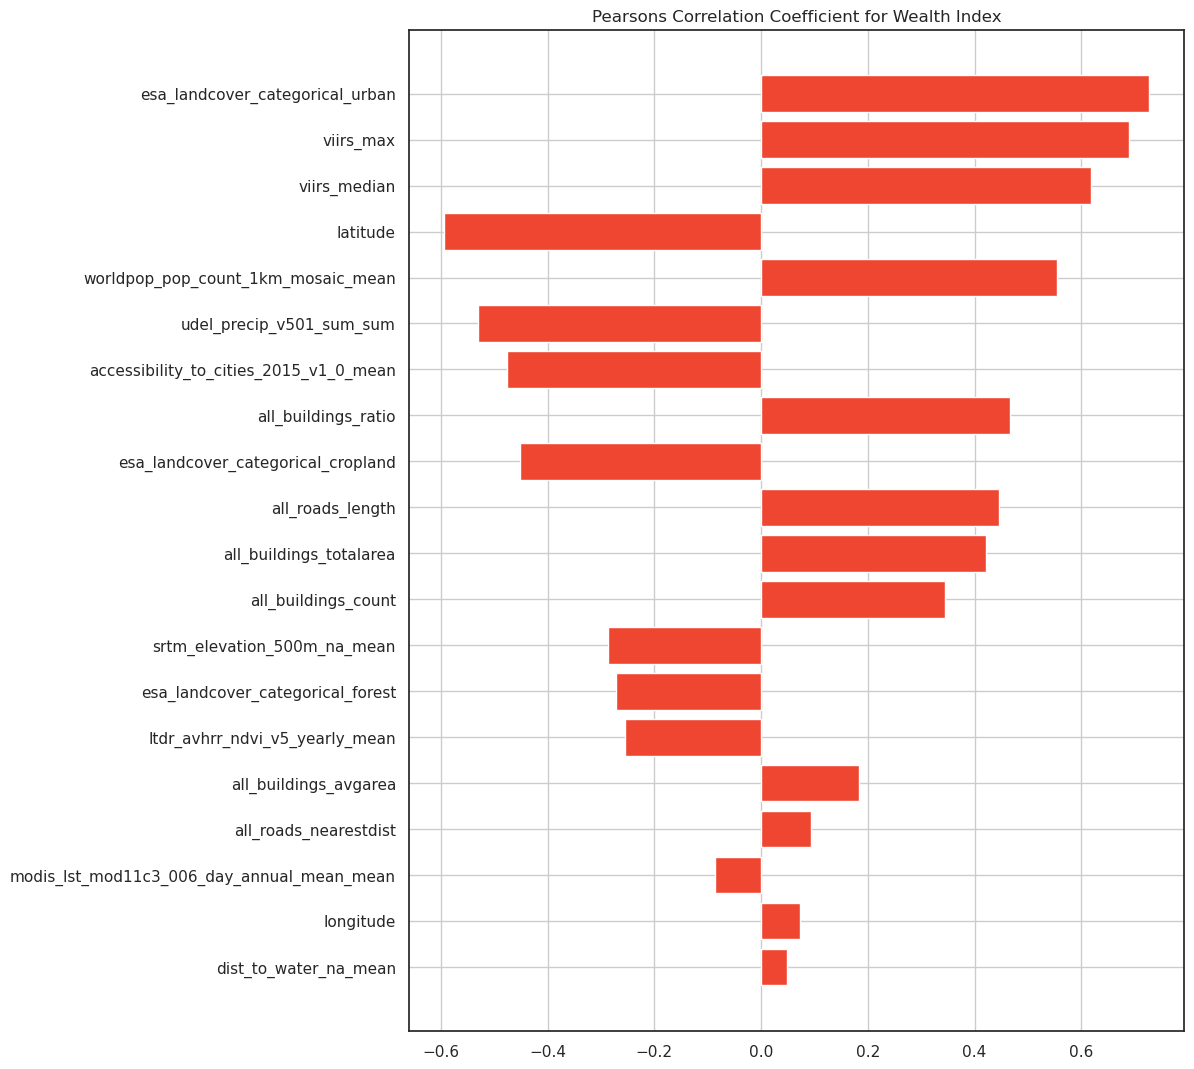 Pearsons Correlation Coefficient for Wealth Index
esa_landcover_categorical_urban
viirs_max
viirs_median
latitude
worldpop_pop_count_1km_mosaic_mean
udel_precip_v501_sum_sum
accessibility_to_cities_2015_v1_0_mean
all_buildings_ratio
esa_landcover_categorical_cropland
all_roads_length
all_buildings_totalarea
all_buildings_count
srtm_elevation_500m_na_mean
esa_landcover_categorical_forest
ltdr_avhrr_ndvi_v5_yearly_mean
all_buildings_avgarea
all_roads_nearestdist
modis_lst_mod11c3_006_day_annual_mean_mean
longitude
dist_to_water_na_mean
−0.6 −0.4 −0.2 0.0 0.2 0.4 0.6